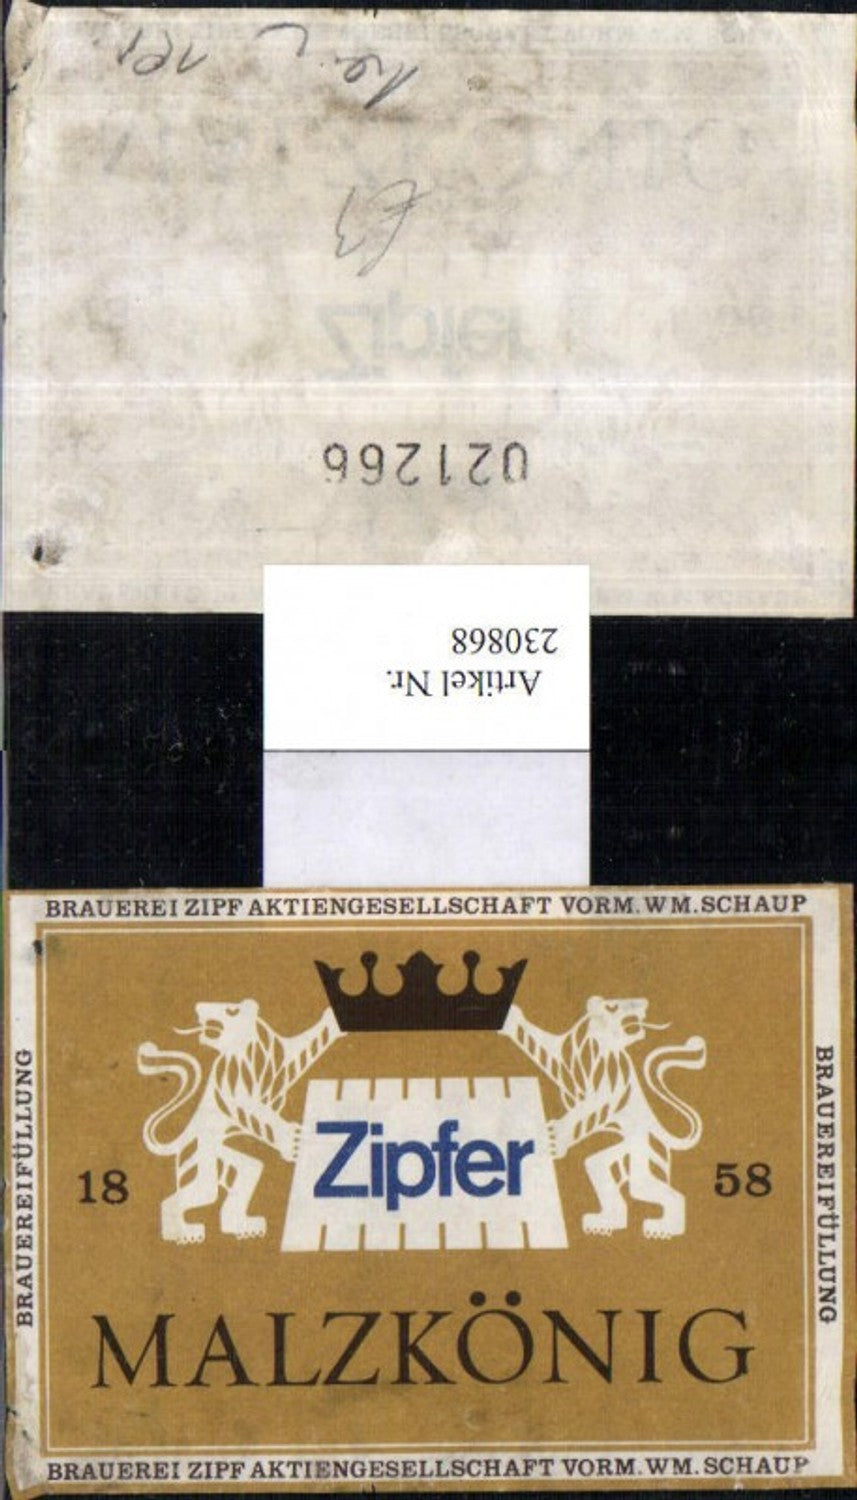 021266
Artikel Nr.
230868
BRAUEREI ZIPF AKTIENGESELLSCHAFT VORM. WM. SCHAUP
BRAUEREIFÜLLUNG
Zipfer
18 58
MALZKÖNIG
BRAUEREIFÜLLUNG
BRAUEREI ZIPF AKTIENGESELLSCHAFT VORM. WM. SCHAUP